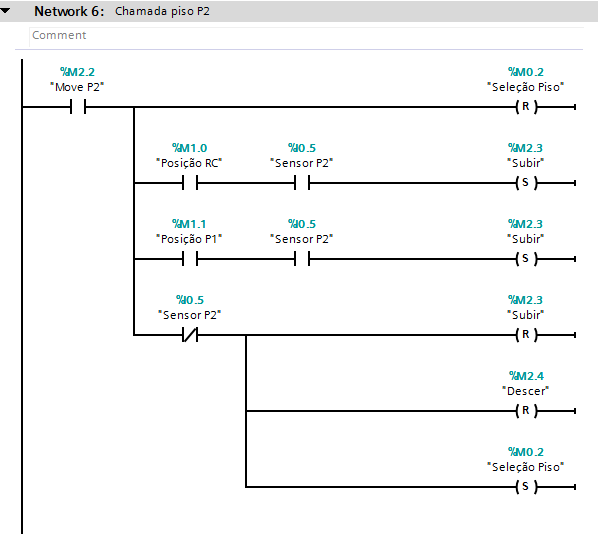 Network 6: Chamada piso P2
Comment
%M2.2 %M0.2
"Move P2" "Seleção Piso"
R
%M1.0 %I0.5 %M2.3
"Posição RC" "Sensor P2" "Subir"
S
%M1.1 %I0.5 %M2.3
"Posição P1" "Sensor P2" "Subir"
S
%I0.5 %M2.3
"Sensor P2" "Subir"
R
%M2.4
"Descer"
R
%M0.2
"Seleção Piso"
S